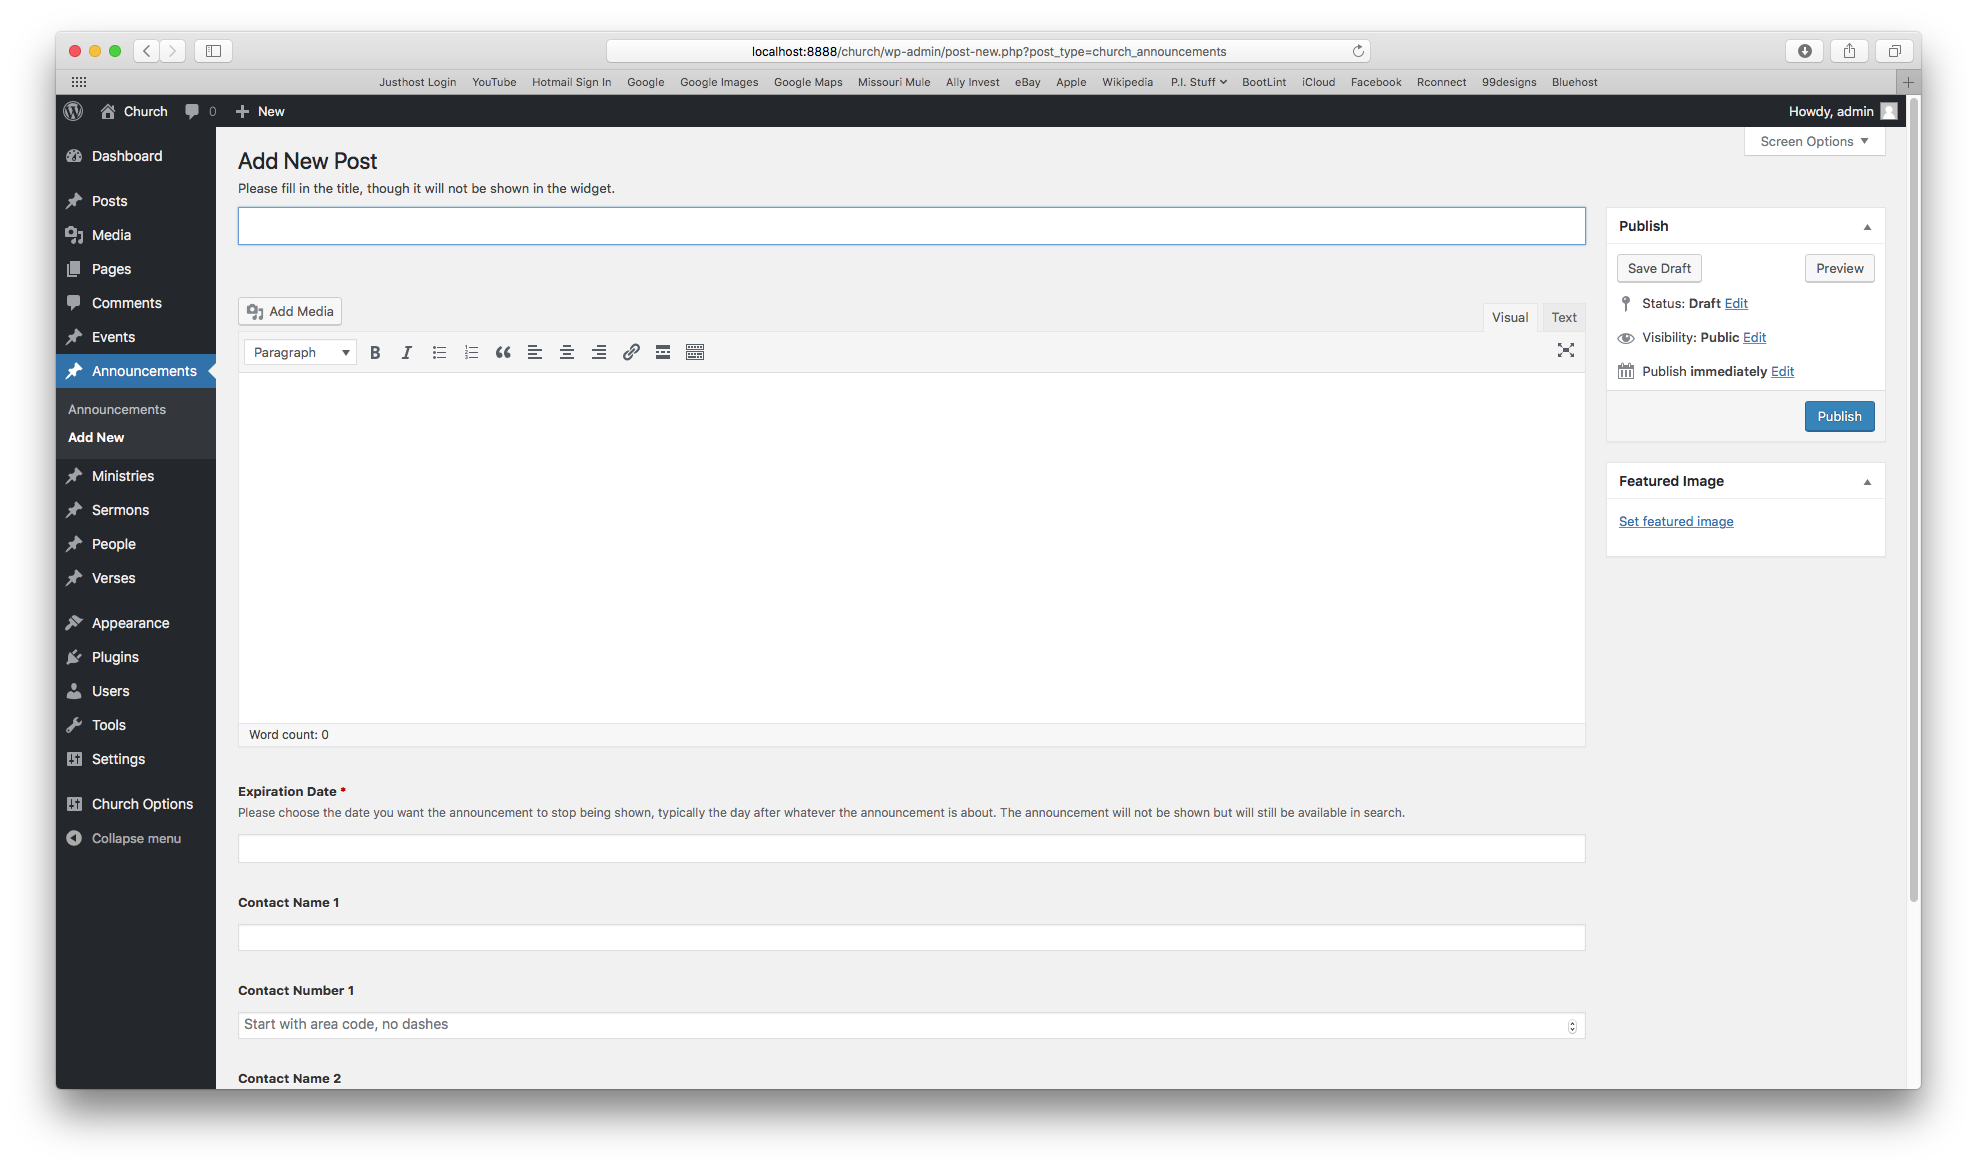 localhost:8888/church/wp-admin/post-new.php?post_type=church_announcements
Justhost Login YouTube Hotmail Sign In Google Google Images Google Maps Missouri Mule Ally Invest eBay Apple Wikipedia P.I. Stuff BootLint iCloud Facebook Rconnect 99designs Bluehost
Church 0 New Howdy, admin
Screen Options
Dashboard
Posts
Media
Pages
Comments
Events
Announcements
Announcements
Add New
Ministries
Sermons
People
Verses
Appearance
Plugins
Users
Tools
Settings
Church Options
Collapse menu
Add New Post
Please fill in the title, though it will not be shown in the widget.
Add Media
Visual Text
Paragraph
Word count: 0
Expiration Date *
Please choose the date you want the announcement to stop being shown, typically the day after whatever the announcement is about. The announcement will not be shown but will still be available in search.
Contact Name 1
Contact Number 1
Start with area code, no dashes
Contact Name 2
Publish
Save Draft Preview
Status: Draft Edit
Visibility: Public Edit
Publish immediately Edit
Publish
Featured Image
Set featured image